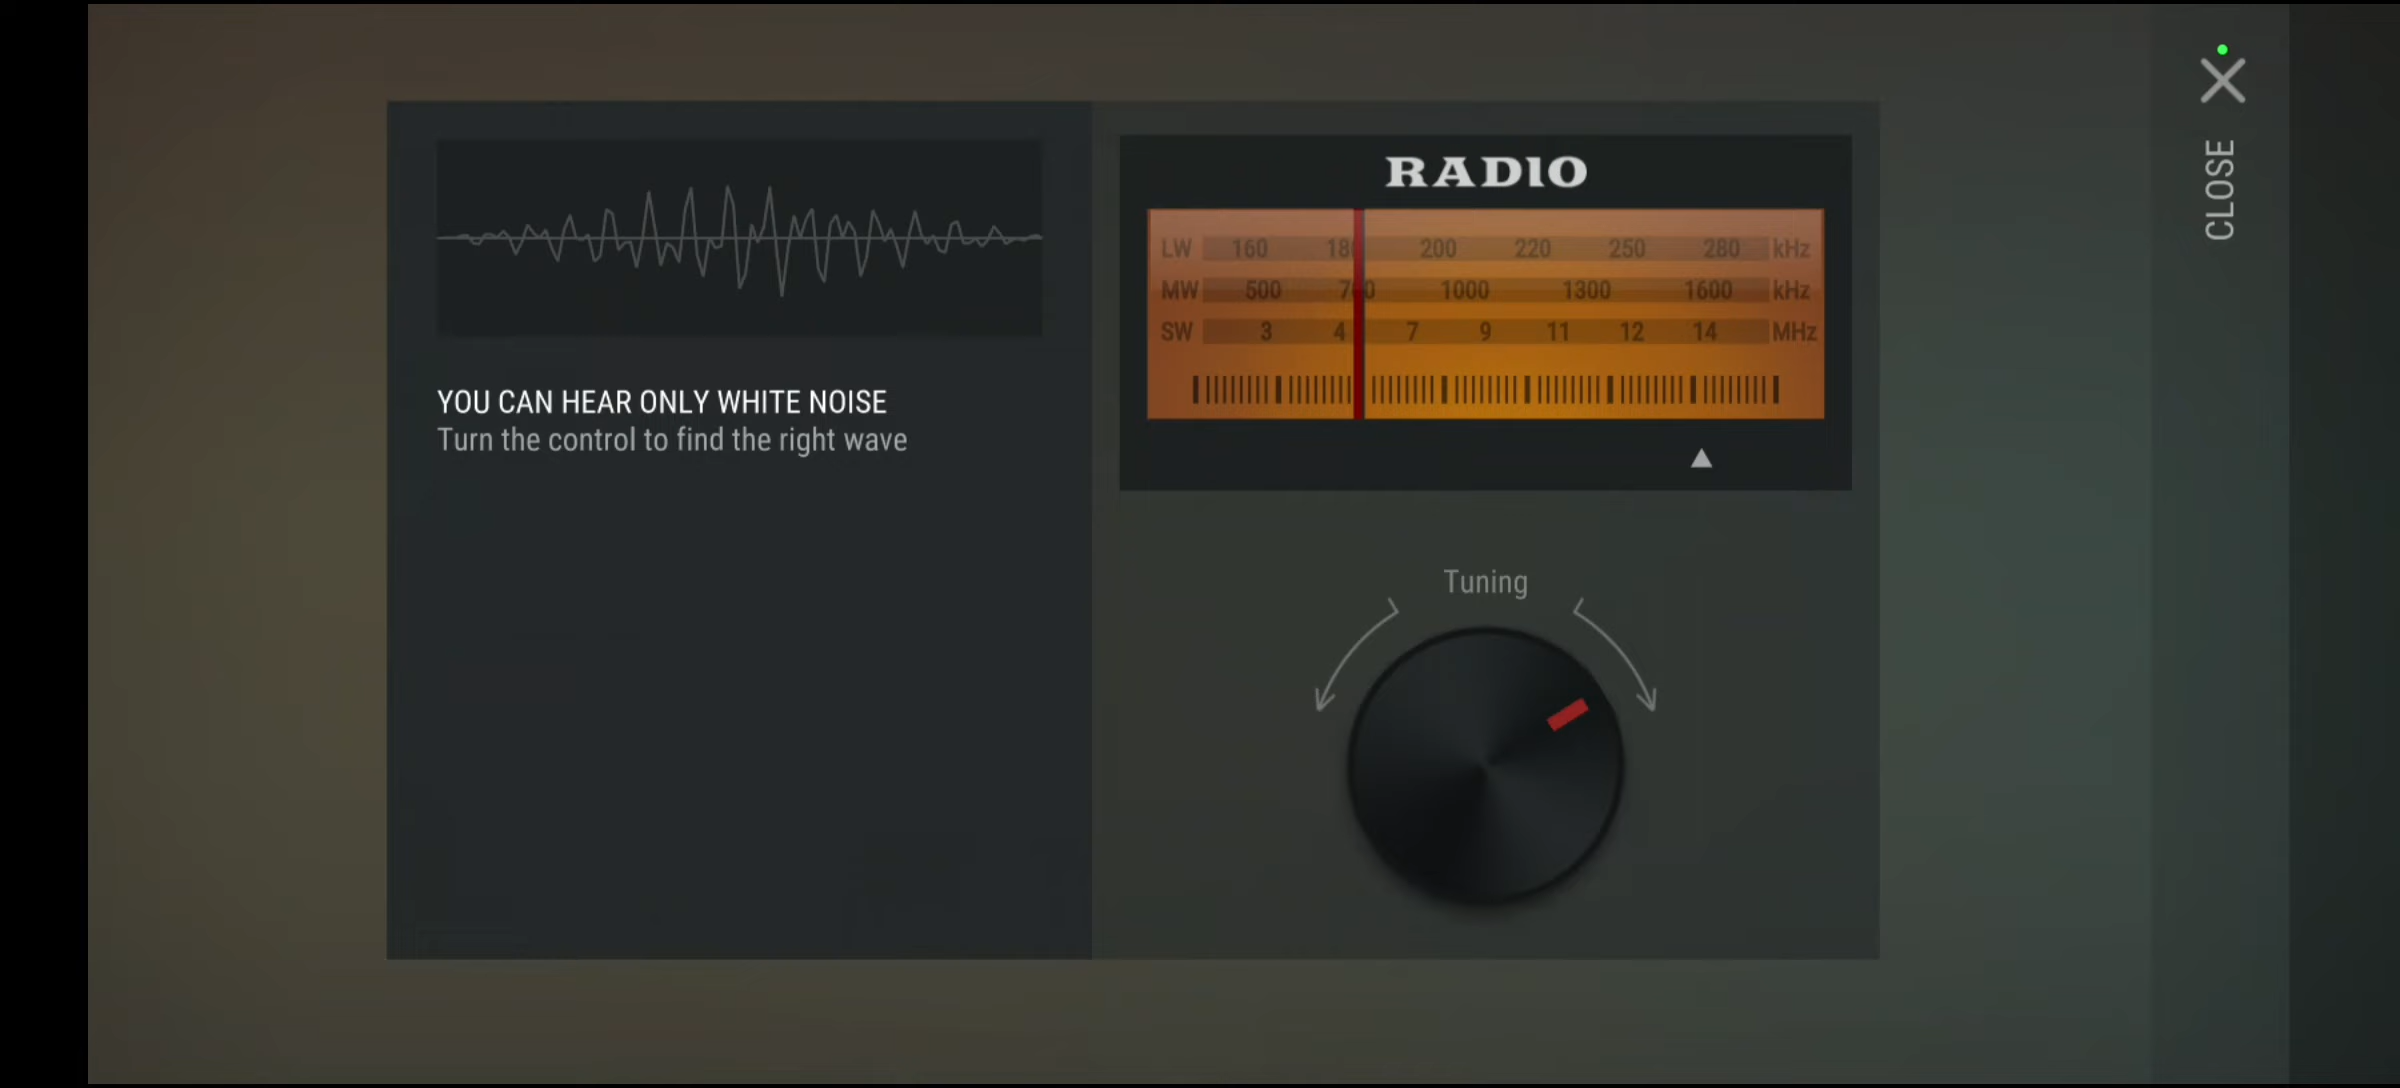 RADIO
LW 160 180 200 220 250 280 kHz
MW 500 700 1000 1300 1600 kHz
SW 3 4 7 9 11 12 14 MHz
YOU CAN HEAR ONLY WHITE NOISE
Turn the control to find the right wave
Tuning
CLOSE